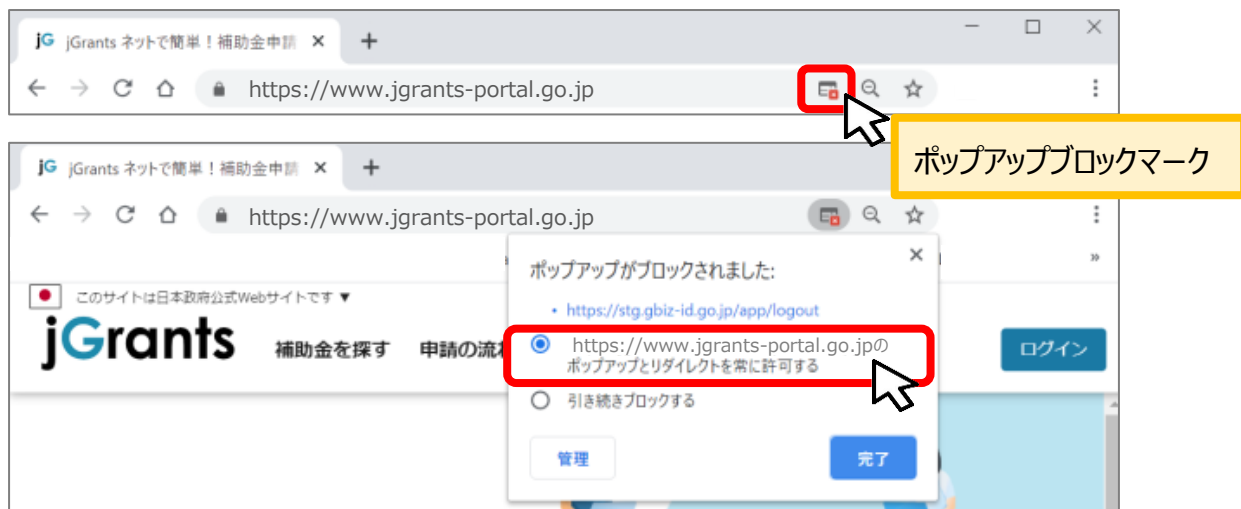 jG jGrants ネットで簡単！補助金申請
https://www.jgrants-portal.go.jp
ポップアップブロックマーク
jG jGrants ネットで簡単！補助金申請
https://www.jgrants-portal.go.jp
ポップアップがブロックされました:
• https://stg.gbiz-id.go.jp/app/logout
このサイトは日本政府公式Webサイトです ▼
jGrants 補助金を探す 申請の流れ
https://www.jgrants-portal.go.jpの
ポップアップとリダイレクトを常に許可する
ログイン
引き続きブロックする
管理 完了